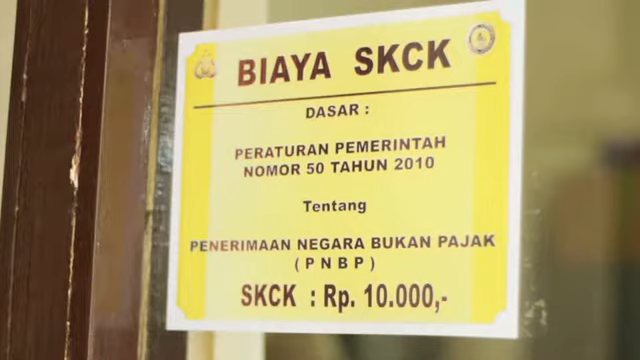 BIAYA SKCK
DASAR :
PERATURAN PEMERINTAH
NOMOR 50 TAHUN 2010
Tentang
PENERIMAAN NEGARA BUKAN PAJAK
( P N B P )
SKCK : Rp. 10.000,-